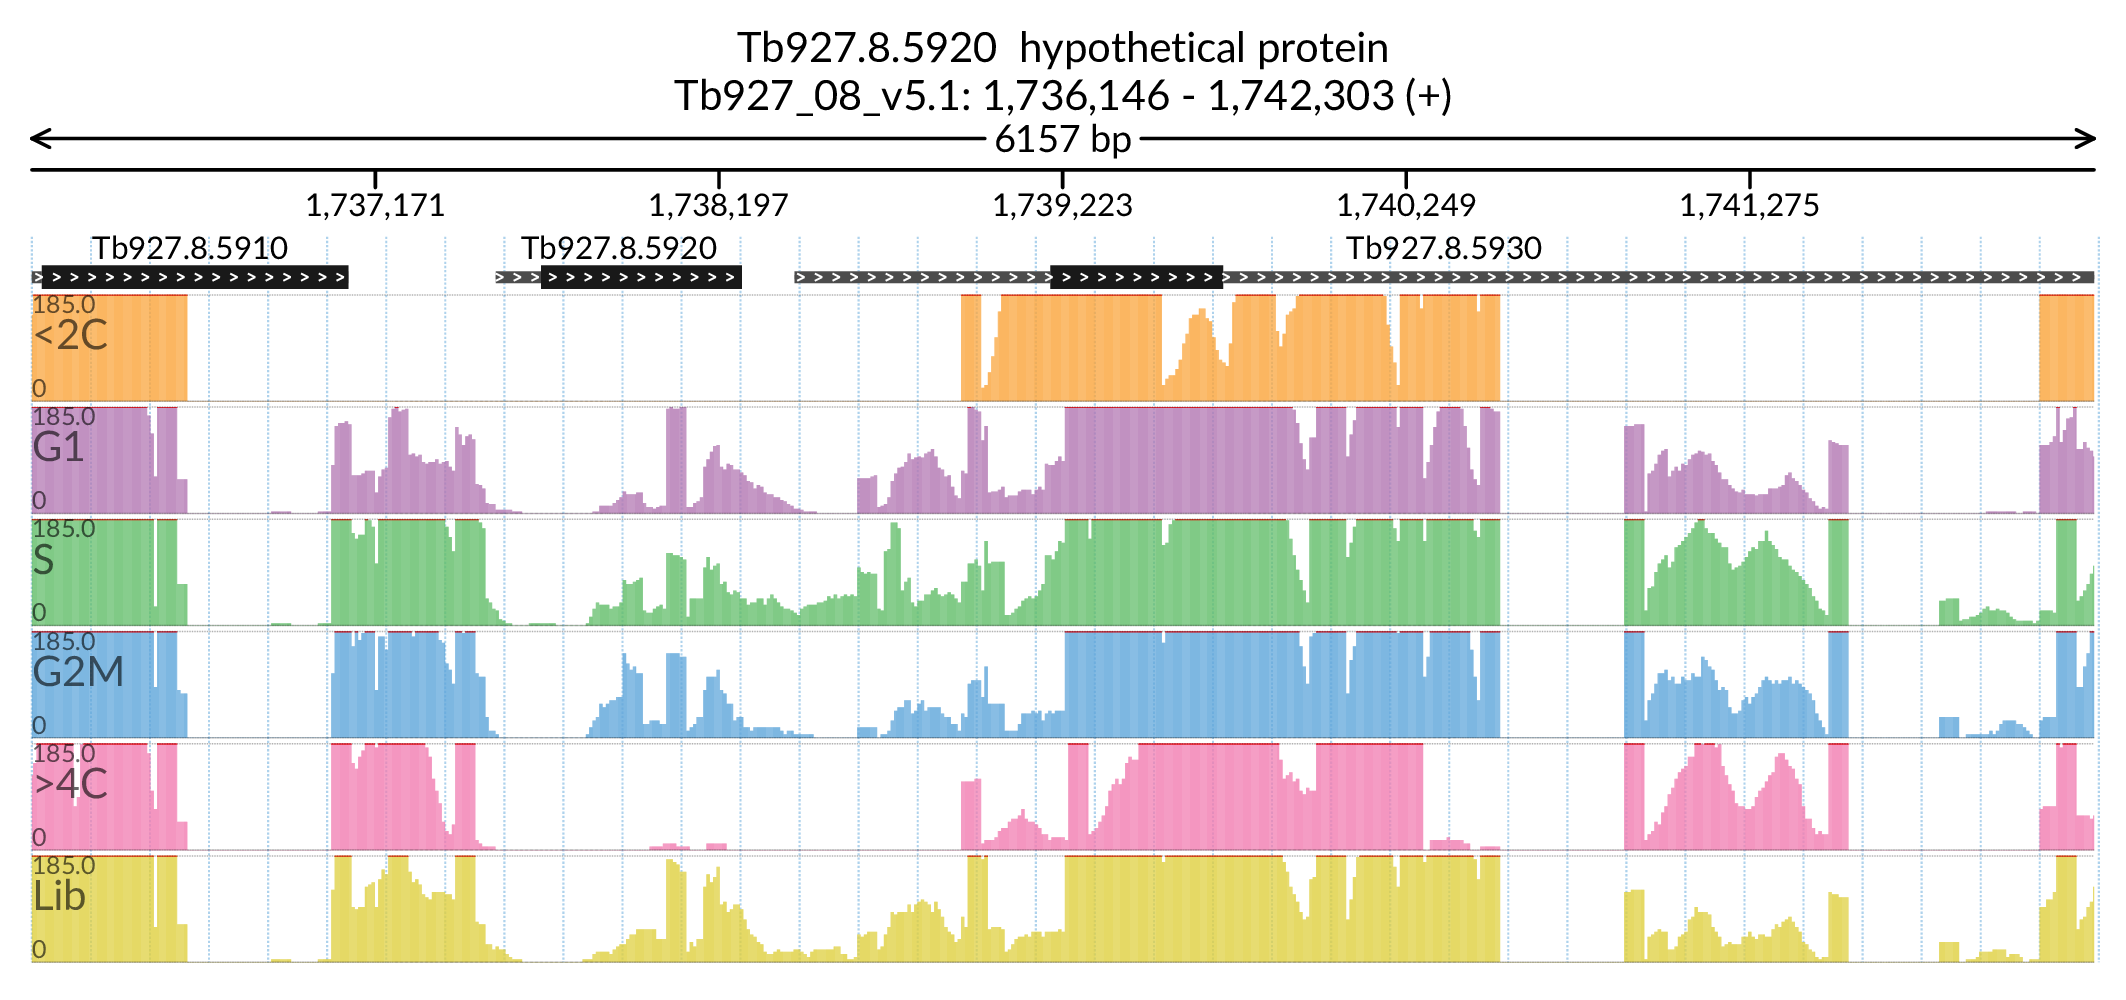 Tb927.8.5920  hypothetical protein
Tb927_08_v5.1: 1,736,146 - 1,742,303 (+)
6157 bp
1,737,171 1,738,197 1,739,223 1,740,249 1,741,275
Tb927.8.5910 Tb927.8.5920 Tb927.8.5930
185.0
<2C
0
185.0
G1
0
185.0
S
0
185.0
G2M
0
185.0
>4C
0
185.0
Lib
0